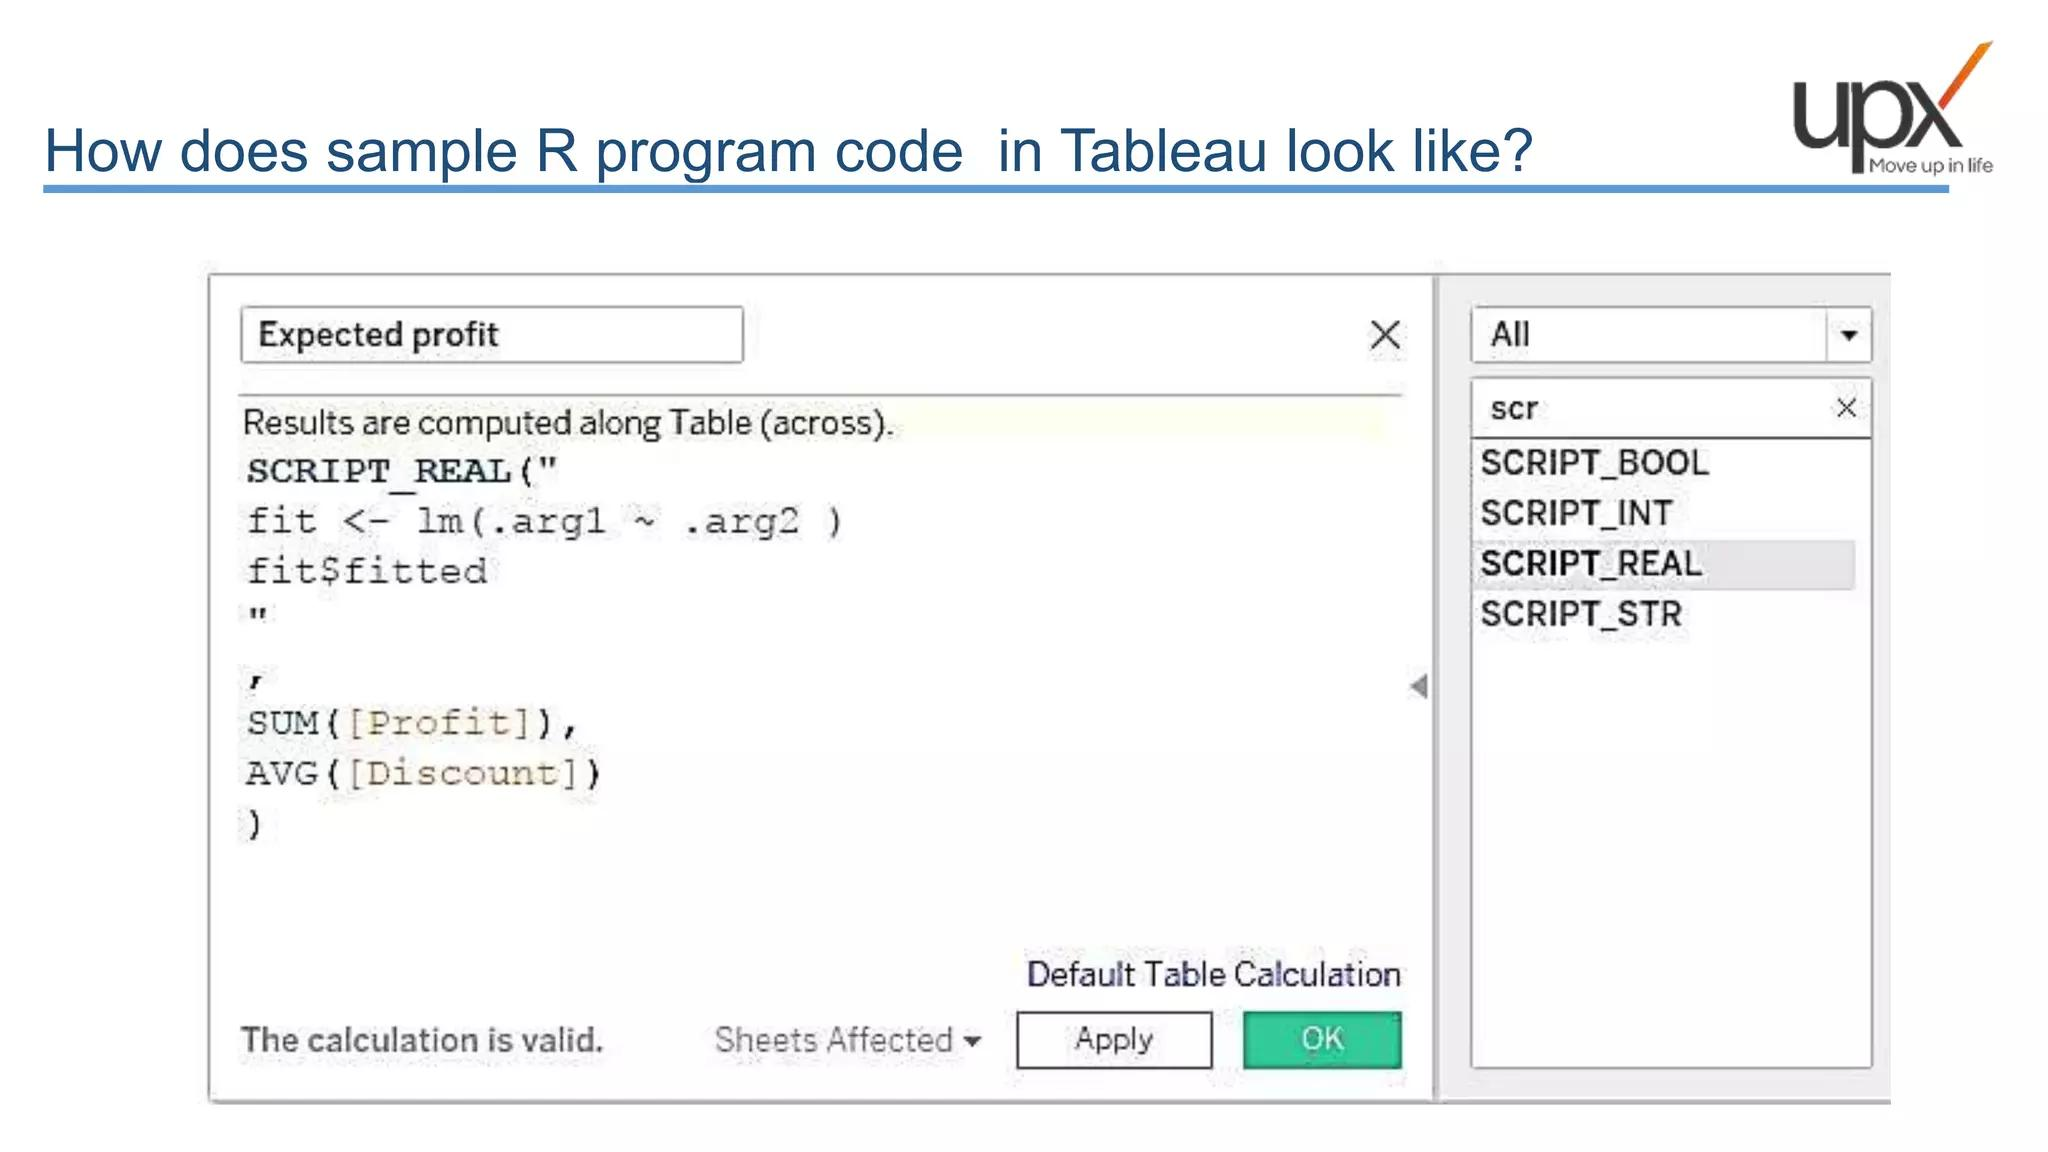 How does sample R program code  in Tableau look like?
upx
Move up in life
Expected profit
Results are computed along Table (across).
SCRIPT_REAL("
fit <- lm(.arg1 ~ .arg2 )
fit$fitted
"
,
SUM([Profit]),
AVG([Discount])
)
Default Table Calculation
The calculation is valid.
Sheets Affected
Apply
OK
All
scr
SCRIPT_BOOL
SCRIPT_INT
SCRIPT_REAL
SCRIPT_STR